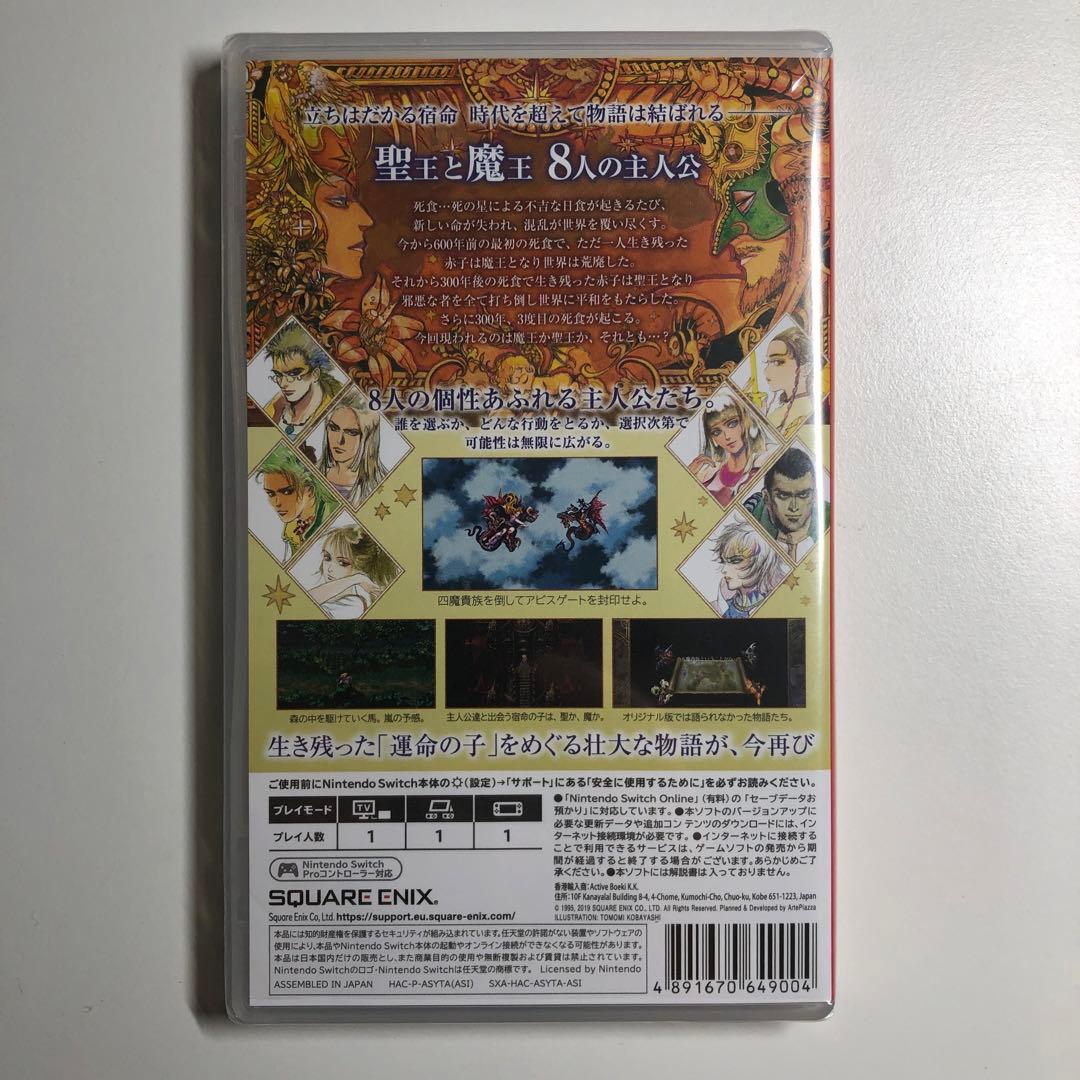 立ちはだかる宿命 時代を超えて物語は結ばれる
聖王と魔王 8人の主人公
死食…死の星による不吉な日食が起きるたび、
新しい命が失われ、混乱が世界を覆い尽くす。
今から600年前の最初の死食で、ただ一人生き残った
赤子は魔王となり世界は荒廃した。
それから300年後の死食で生き残った赤子は聖王となり
邪悪な者を全て打ち倒し世界に平和をもたらした。
さらに300年、3度目の死食が起こる。
今回現われるのは魔王か聖王か、それとも…?
8人の個性あふれる主人公たち。
誰を選ぶか、どんな行動をとるか、選択次第で
可能性は無限に広がる。
四魔貴族を倒してアビスゲートを封印せよ。
森の中を駆けていく馬。嵐の予感。
主人公達と出会う宿命の子は、聖か、魔か。
オリジナル版では語られなかった物語たち。
生き残った「運命の子」をめぐる壮大な物語が、今再び
ご使用前にNintendo Switch本体の(設定)→「サポート」にある「安全に使用するために」を必ずお読みください。
プレイモード TV
プレイ人数 1 1 1
Nintendo Switch
Proコントローラー対応
●「Nintendo Switch Online」(有料)の「セーブデータお
預かり」に対応しています。●本ソフトのバージョンアップに
必要な更新データや追加コンテンツのダウンロードには、イン
ターネット接続環境が必要です。●インターネットに接続する
ことで利用できるサービスは、ゲームソフトの発売から期
間が経過すると終了する場合がございます。あらかじめご了
承ください。●本ソフトには解説書は入っておりません。
SQUARE ENIX®
Square Enix Co, Ltd. https://support.eu.square-enix.com/
香港輸入商:Active Boeki K.K.
住所:10F Kanayalal Building 8-4, 4-Chome, Kumochi-Cho, Chuo-ku, Kobe 651-1223, Japan
© 1995, 2019 SQUARE ENIX CO., LTD. All Rights Reserved. Planned & Developed by ArtePiazza
ILLUSTRATION: TOMOMI KOBAYASHI
本品には知的財産権を保護するセキュリティが組み込まれています。任天堂の許諾がない装置やソフトウェアの
使用により、本品やNintendo Switch本体の起動やオンライン接続ができなくなる可能性があります。
本品は日本国内だけの販売とし、また商業目的の使用や無断複製および賃貸は禁止されています。
Nintendo Switchのロゴ・Nintendo Switchは任天堂の商標です。 Licensed by Nintendo
ASSEMBLED IN JAPAN HAC-P-ASYTA(ASI) SXA-HAC-ASYTA-ASI
4 891670 649004